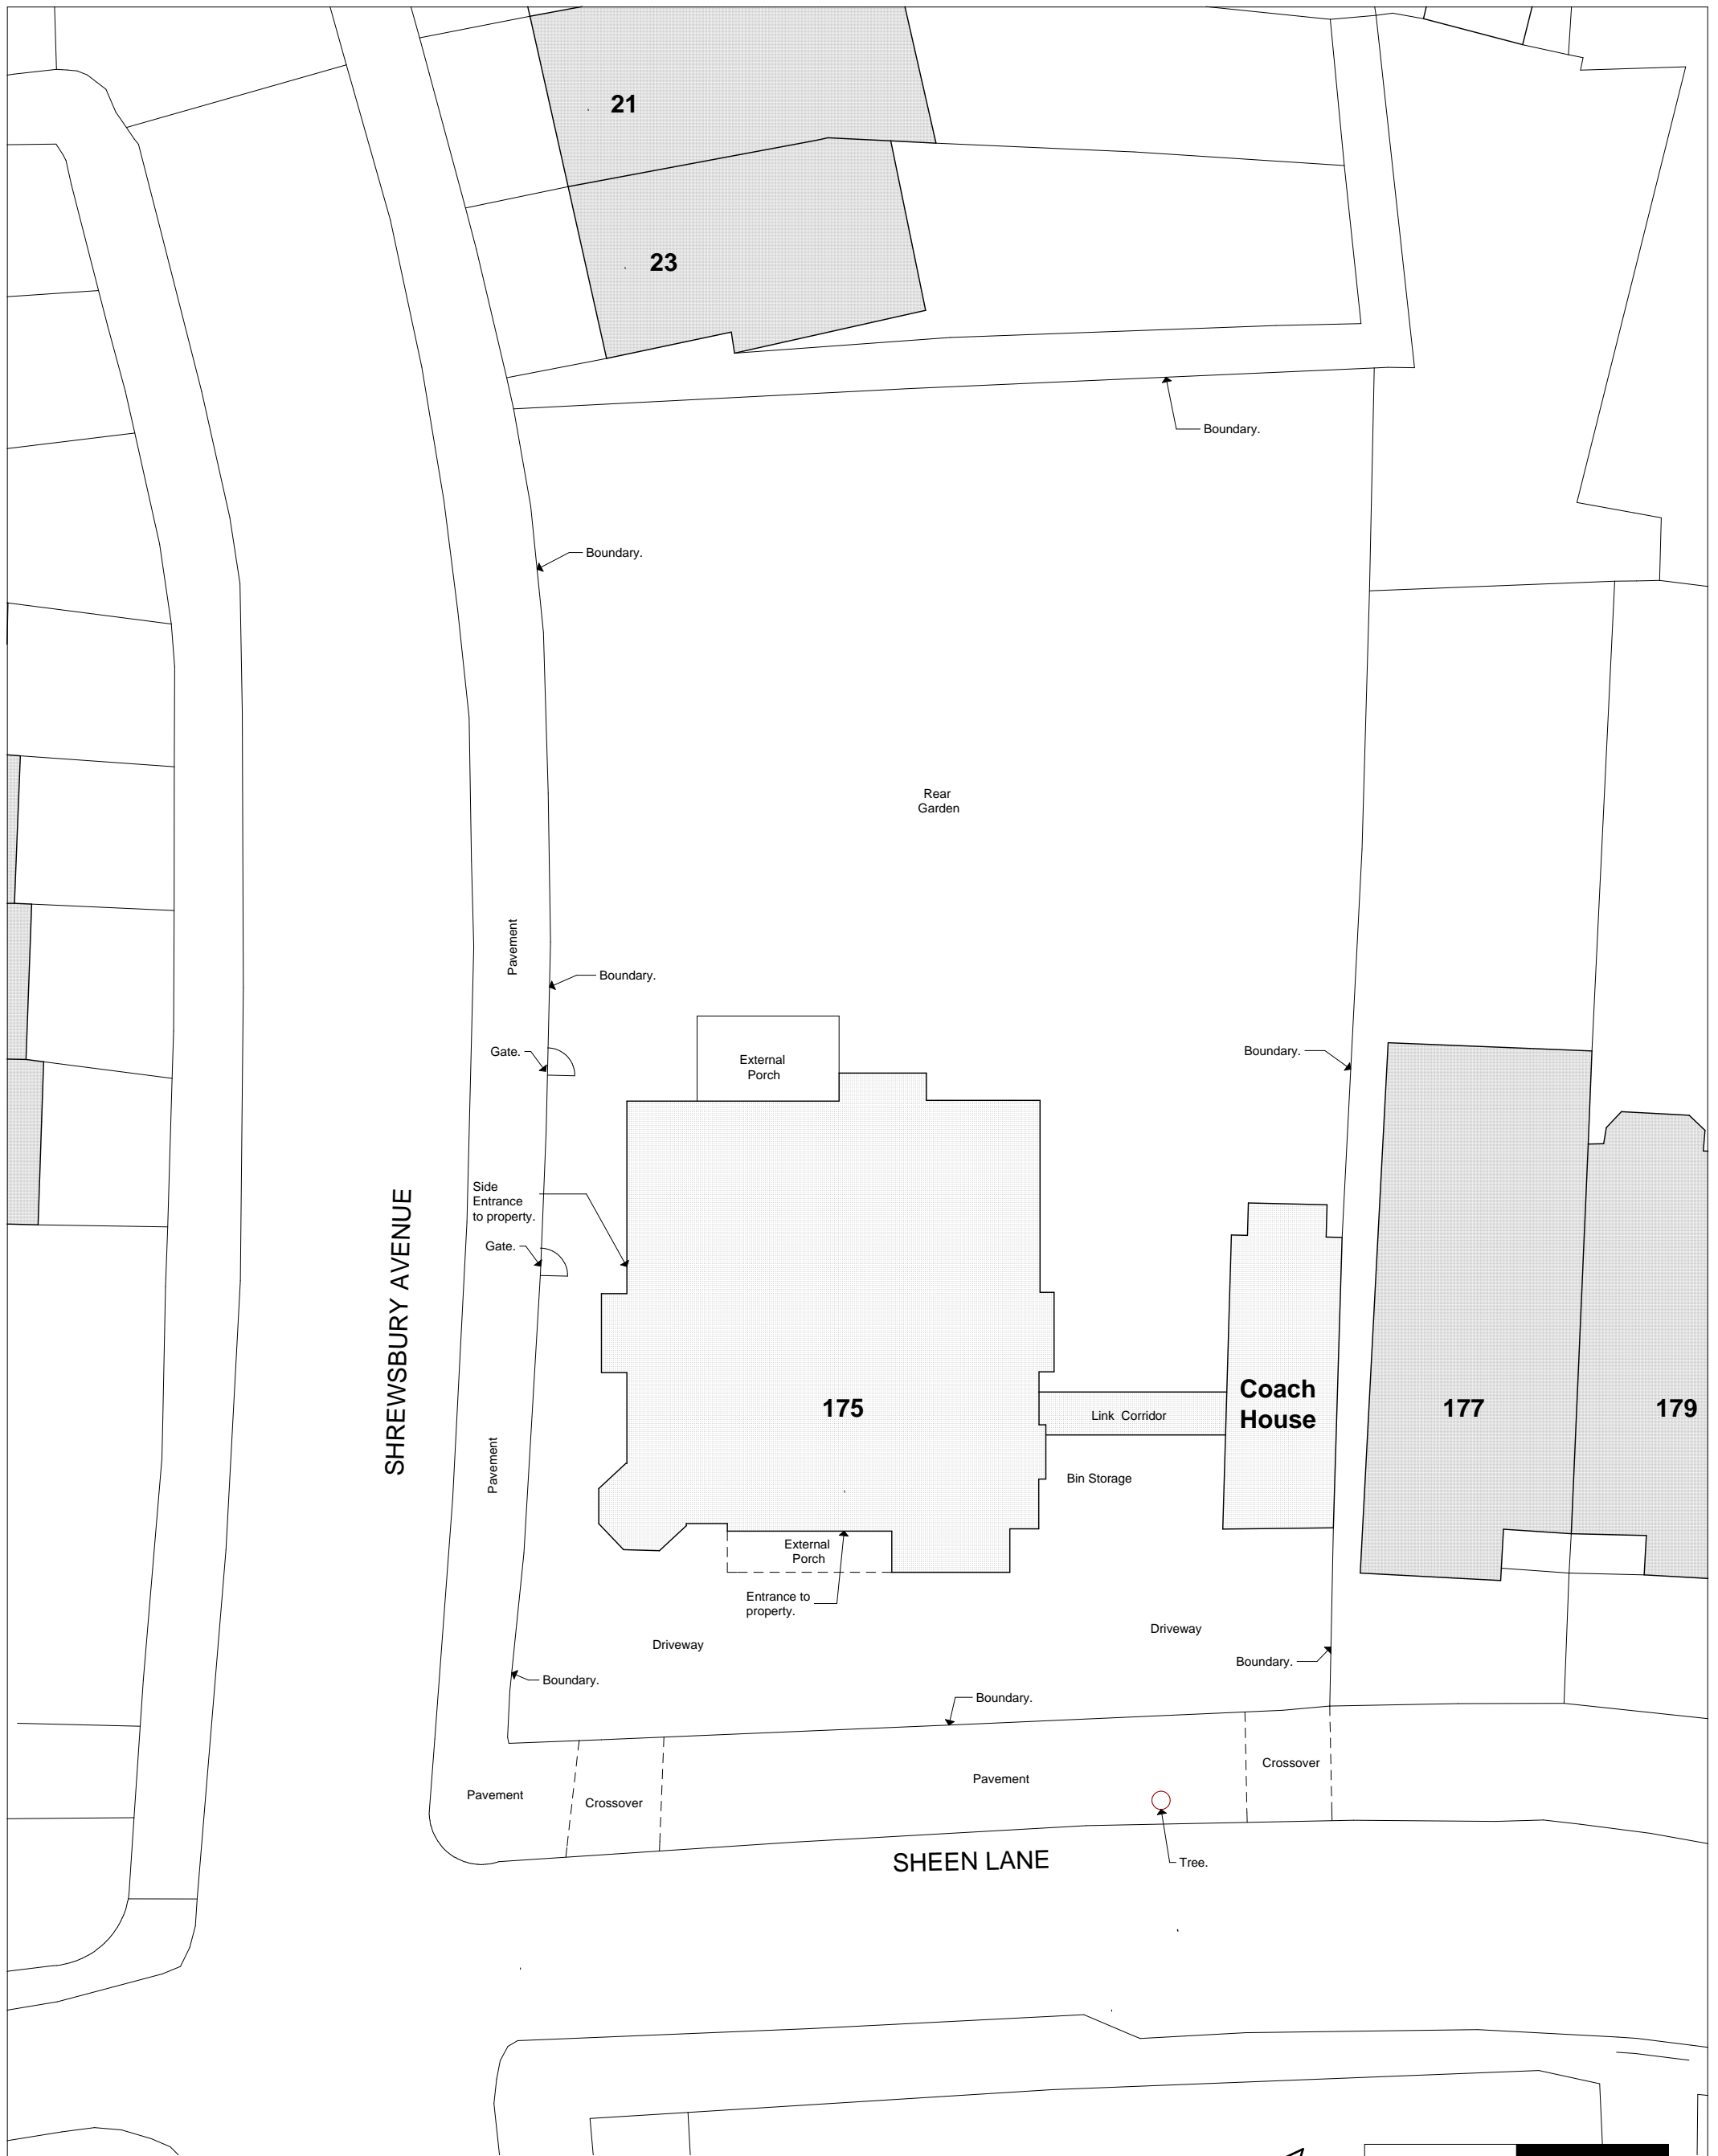 21
23
Boundary.
Boundary.
Rear
Garden
Pavement
Boundary.
Gate.
External
Porch
Boundary.
Side
Entrance
to property.
Gate.
SHREWSBURY AVENUE
175
Link Corridor
Coach
House
177
179
Pavement
Bin Storage
External
Porch
Entrance to
property.
Driveway
Driveway
Boundary.
Boundary.
Boundary.
Pavement
Crossover
Pavement
Crossover
SHEEN LANE
Tree.